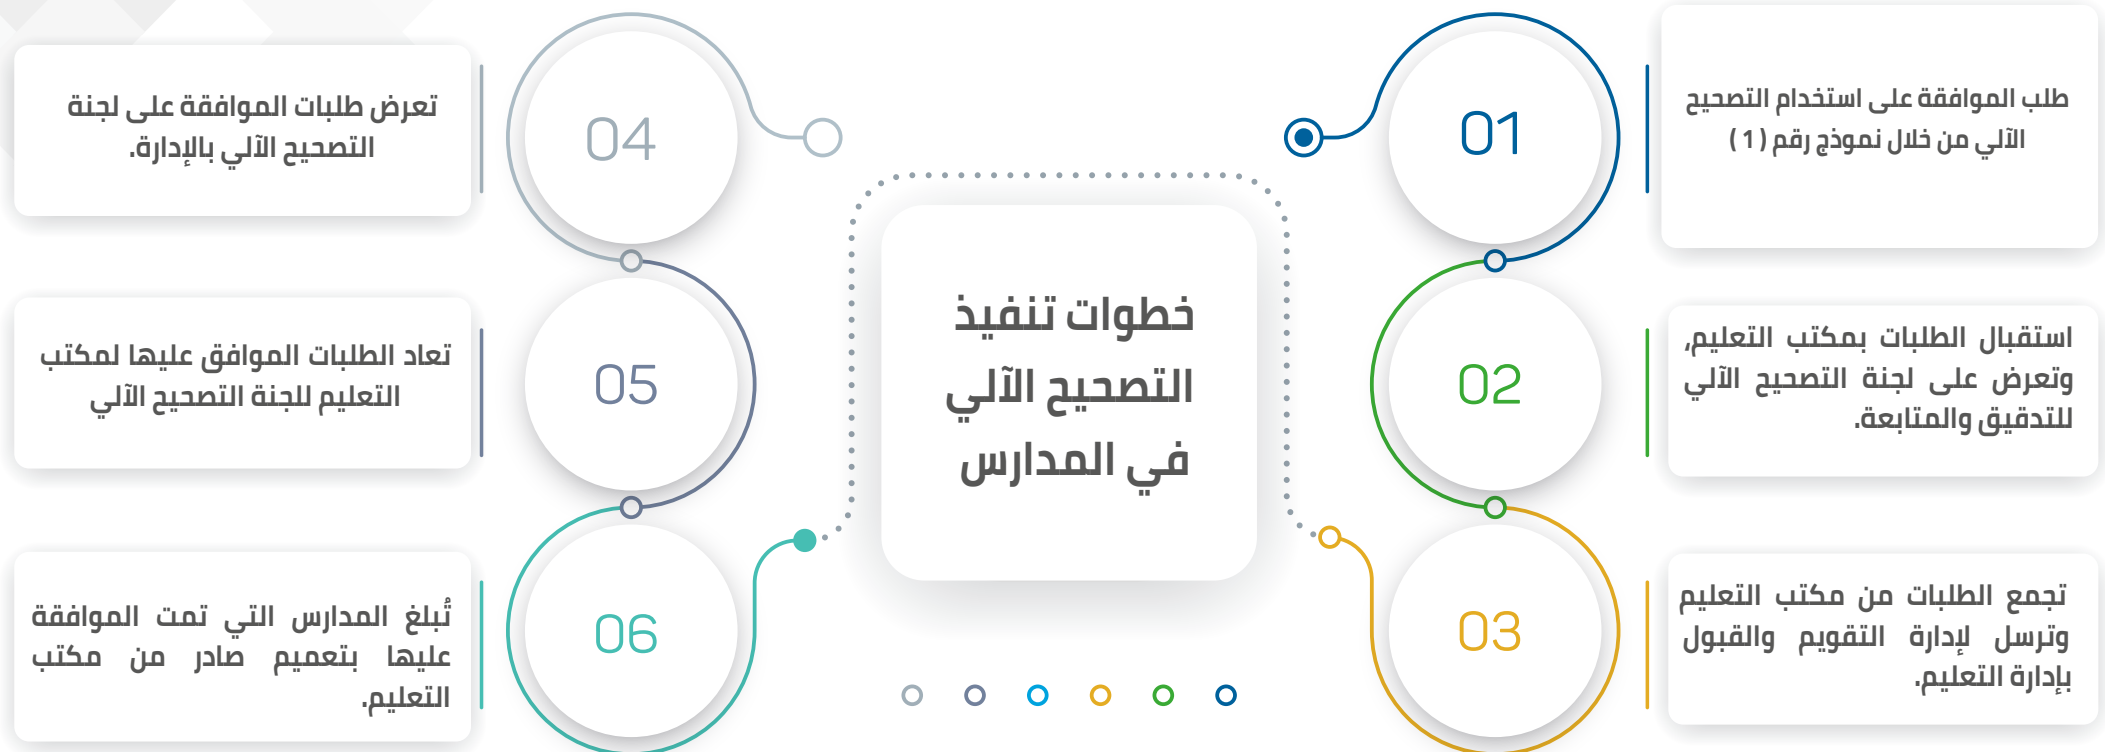 خطوات تنفيذ
التصحيح الآلي
في المدارس
01
طلب الموافقة على استخدام التصحيح
الآلي من خلال نموذج رقم ( 1 )
02
استقبال الطلبات بمكتب التعليم،
وتعرض على لجنة التصحيح الآلي
للتدقيق والمتابعة.
03
تجمع الطلبات من مكتب التعليم
وترسل لإدارة التقويم والقبول
بإدارة التعليم.
04
تعرض طلبات الموافقة على لجنة
التصحيح الآلي بالإدارة.
05
تعاد الطلبات الموافق عليها لمكتب
التعليم للجنة التصحيح الآلي
06
تُبلغ المدارس التي تمت الموافقة
عليها بتعميم صادر من مكتب
التعليم.